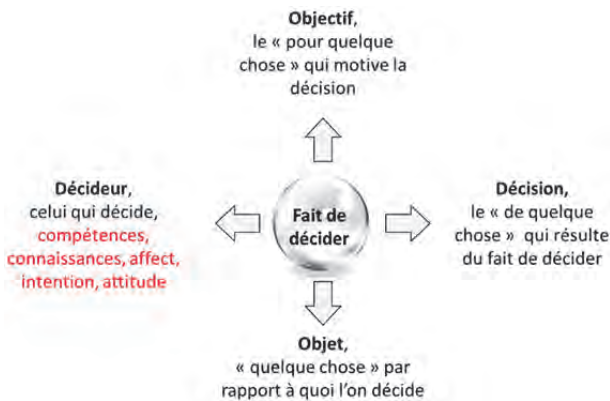 Objectif,
le « pour quelque
chose » qui motive la
décision
Décideur,
celui qui décide,
compétences,
connaissances, affect,
intention, attitude
Fait de
décider
Décision,
le « de quelque
chose » qui résulte
du fait de décider
Objet,
« quelque chose » par
rapport à quoi l'on décide